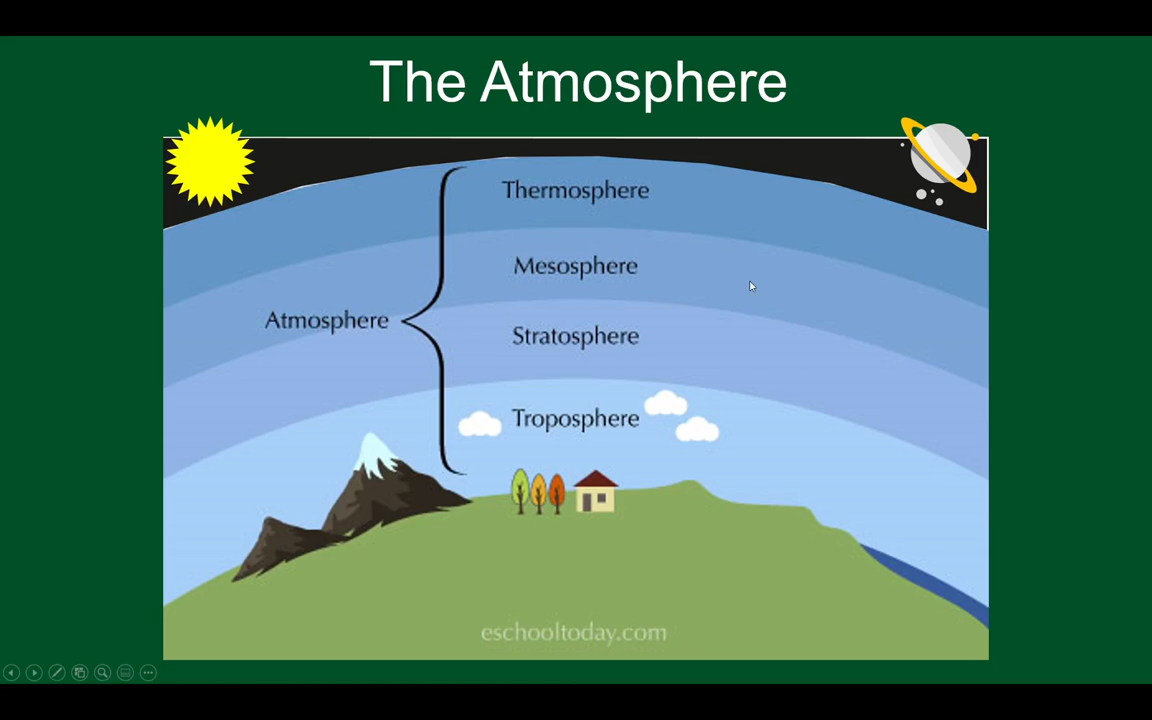 The Atmosphere
Thermosphere
Mesosphere
Atmosphere
Stratosphere
Troposphere
eschooltoday.com